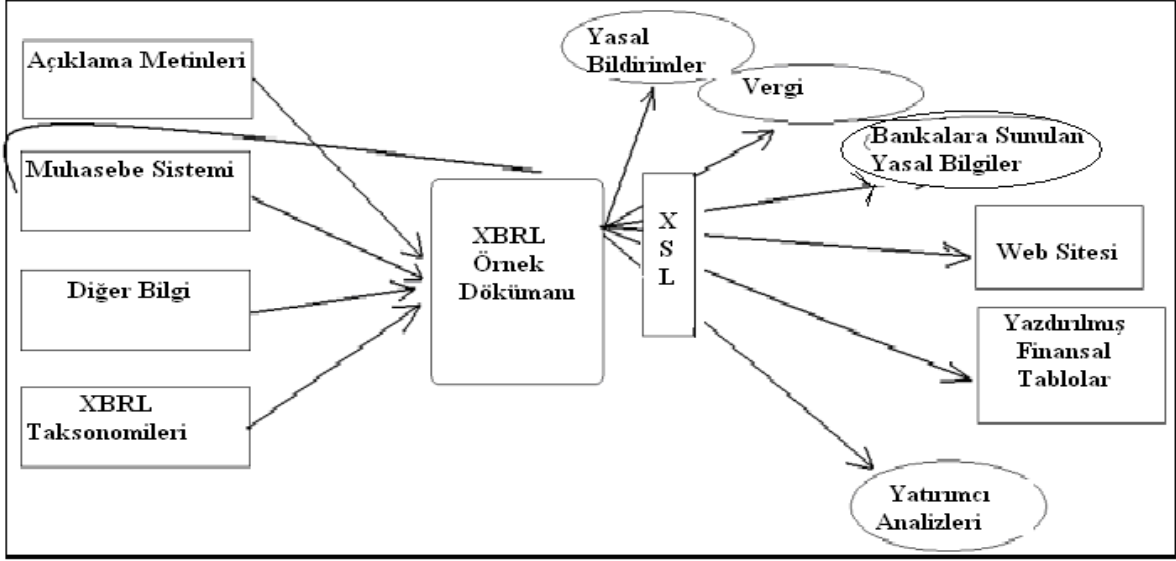 Açıklama Metinleri
Muhasebe Sistemi
Diğer Bilgi
XBRL
Taksonomileri
XBRL
Örnek
Dökümanı
X
S
L
Yasal
Bildirimler
Vergi
Bankalara Sunulan
Yasal Bilgiler
Web Sitesi
Yazdırılmış
Finansal
Tablolar
Yatırımcı
Analizleri